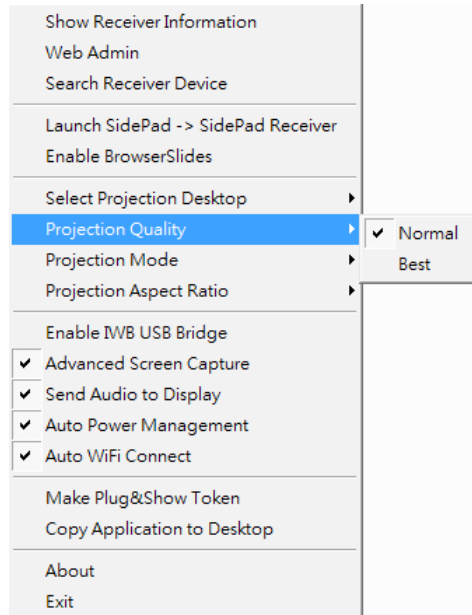 Show Receiver Information
Web Admin
Search Receiver Device
Launch SidePad -> SidePad Receiver
Enable BrowserSlides
Select Projection Desktop
Projection Quality
Normal
Best
Projection Mode
Projection Aspect Ratio
Enable IWB USB Bridge
Advanced Screen Capture
Send Audio to Display
Auto Power Management
Auto WiFi Connect
Make Plug&Show Token
Copy Application to Desktop
About
Exit